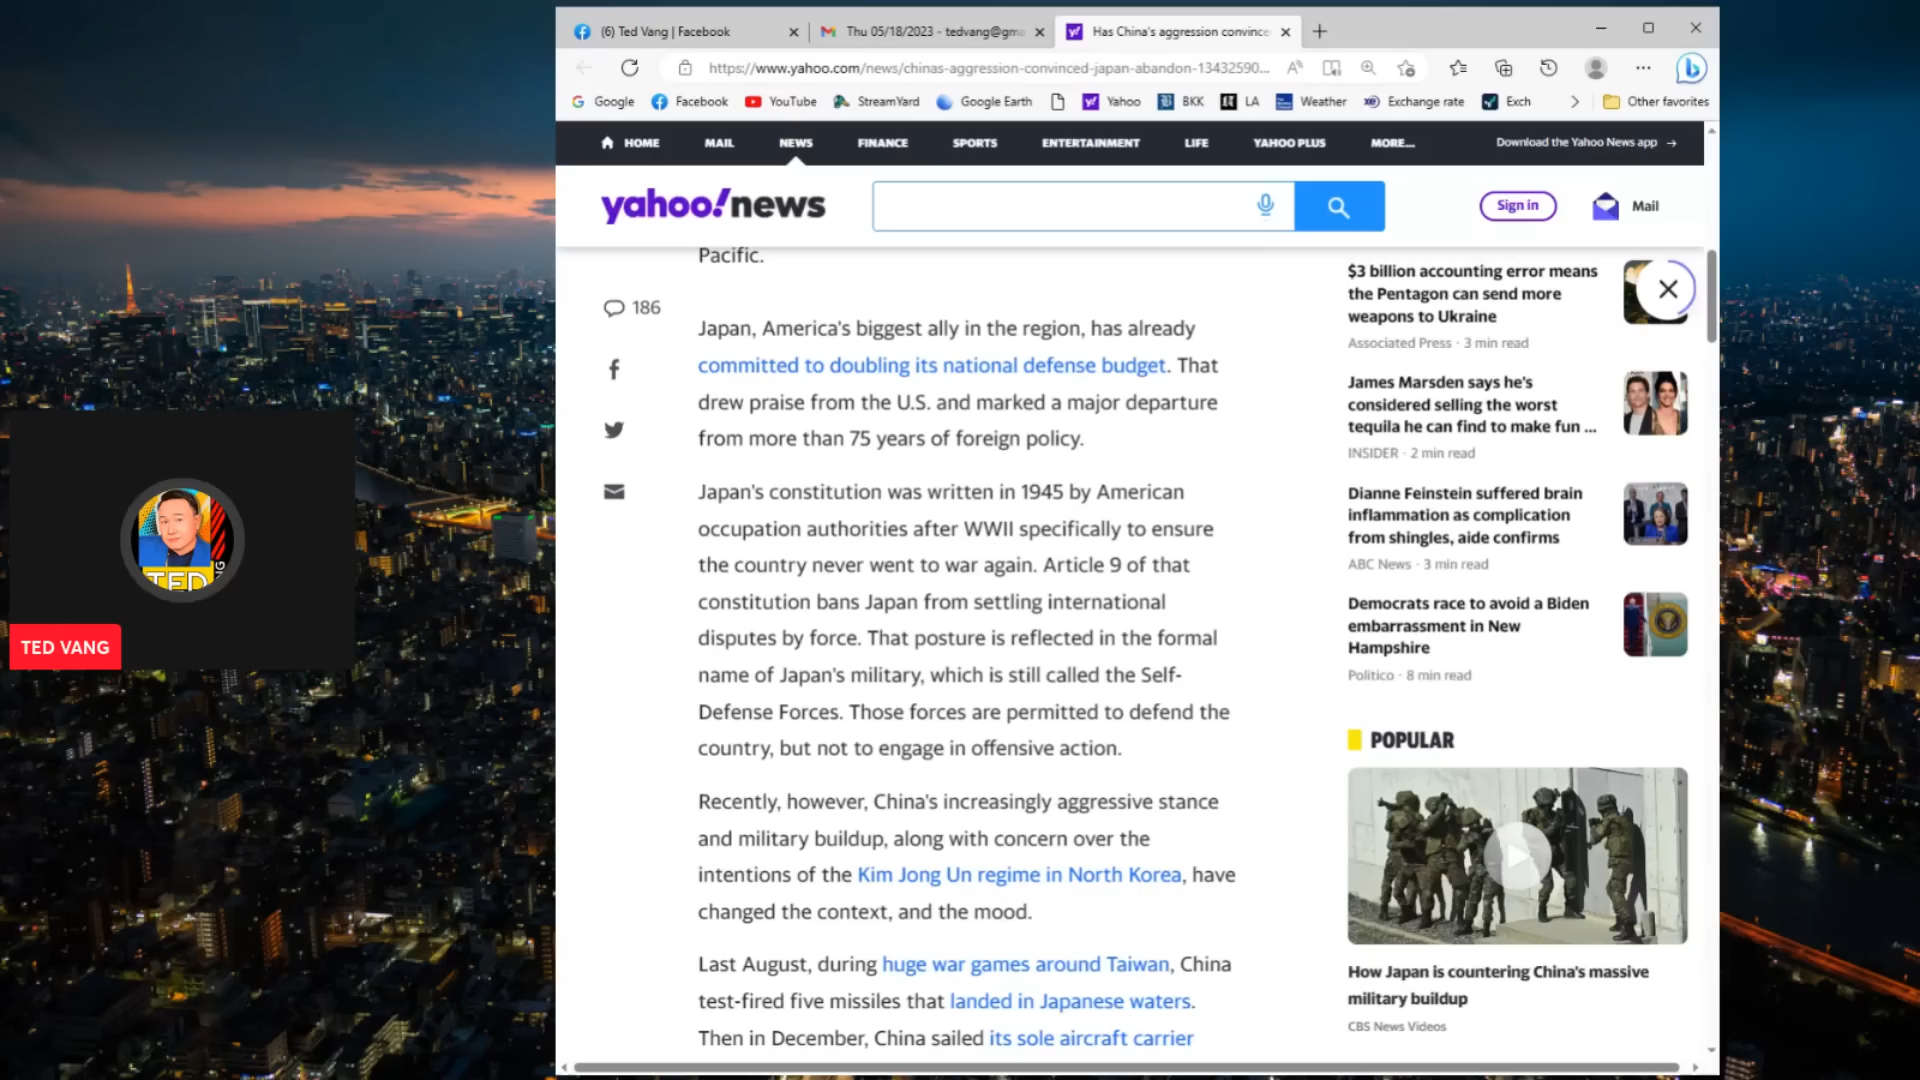 (6) Ted Vang | Facebook
Thu 05/18/2023 - tedvang@gma
Has China's aggression convince
https://www.yahoo.com/news/chinas-aggression-convinced-japan-abandon-13432590...
Google
Facebook
YouTube
StreamYard
Google Earth
Yahoo
BKK
LA
Weather
Exchange rate
Exch
Other favorites
HOME
MAIL
NEWS
FINANCE
SPORTS
ENTERTAINMENT
LIFE
YAHOO PLUS
MORE...
Download the Yahoo News app →
yahoo!news
Sign in
Mail
Pacific.
186
Japan, America's biggest ally in the region, has already
committed to doubling its national defense budget. That
drew praise from the U.S. and marked a major departure
from more than 75 years of foreign policy.
Japan's constitution was written in 1945 by American
occupation authorities after WWII specifically to ensure
the country never went to war again. Article 9 of that
constitution bans Japan from settling international
disputes by force. That posture is reflected in the formal
name of Japan's military, which is still called the Self-
Defense Forces. Those forces are permitted to defend the
country, but not to engage in offensive action.
Recently, however, China's increasingly aggressive stance
and military buildup, along with concern over the
intentions of the Kim Jong Un regime in North Korea, have
changed the context, and the mood.
Last August, during huge war games around Taiwan, China
test-fired five missiles that landed in Japanese waters.
Then in December, China sailed its sole aircraft carrier
$3 billion accounting error means
the Pentagon can send more
weapons to Ukraine
Associated Press · 3 min read
James Marsden says he's
considered selling the worst
tequila he can find to make fun ...
INSIDER · 2 min read
Dianne Feinstein suffered brain
inflammation as complication
from shingles, aide confirms
ABC News · 3 min read
Democrats race to avoid a Biden
embarrassment in New
Hampshire
Politico · 8 min read
POPULAR
How Japan is countering China's massive
military buildup
CBS News Videos
TED
NG
TED VANG